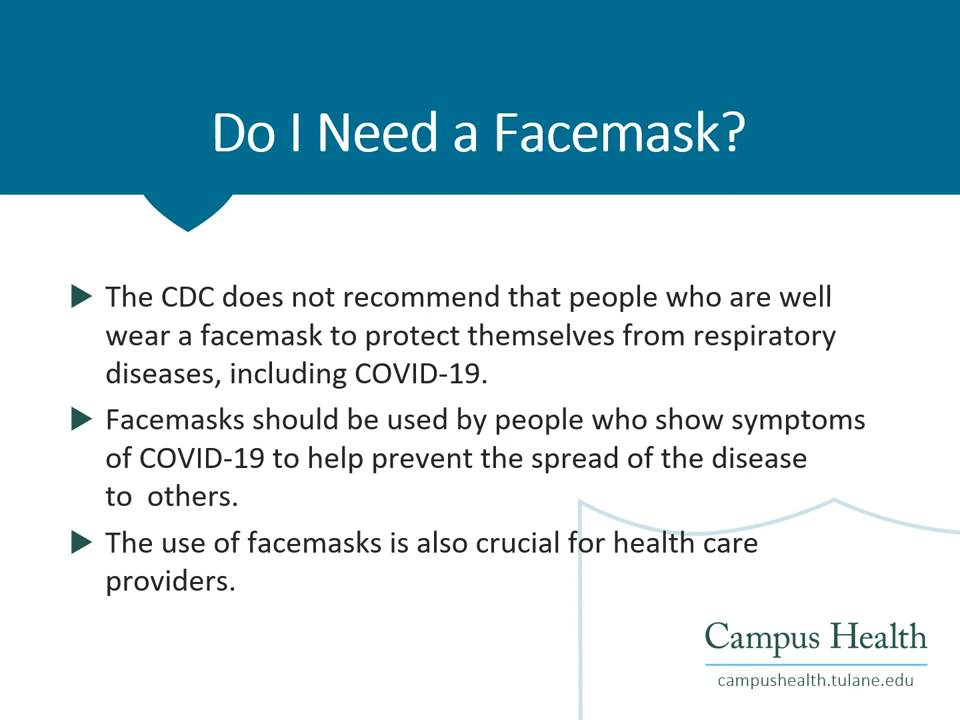 Do I Need a Facemask?
The CDC does not recommend that people who are well
wear a facemask to protect themselves from respiratory
diseases, including COVID-19.
Facemasks should be used by people who show symptoms
of COVID-19 to help prevent the spread of the disease
to  others.
The use of facemasks is also crucial for health care
providers.
Campus Health
campushealth.tulane.edu